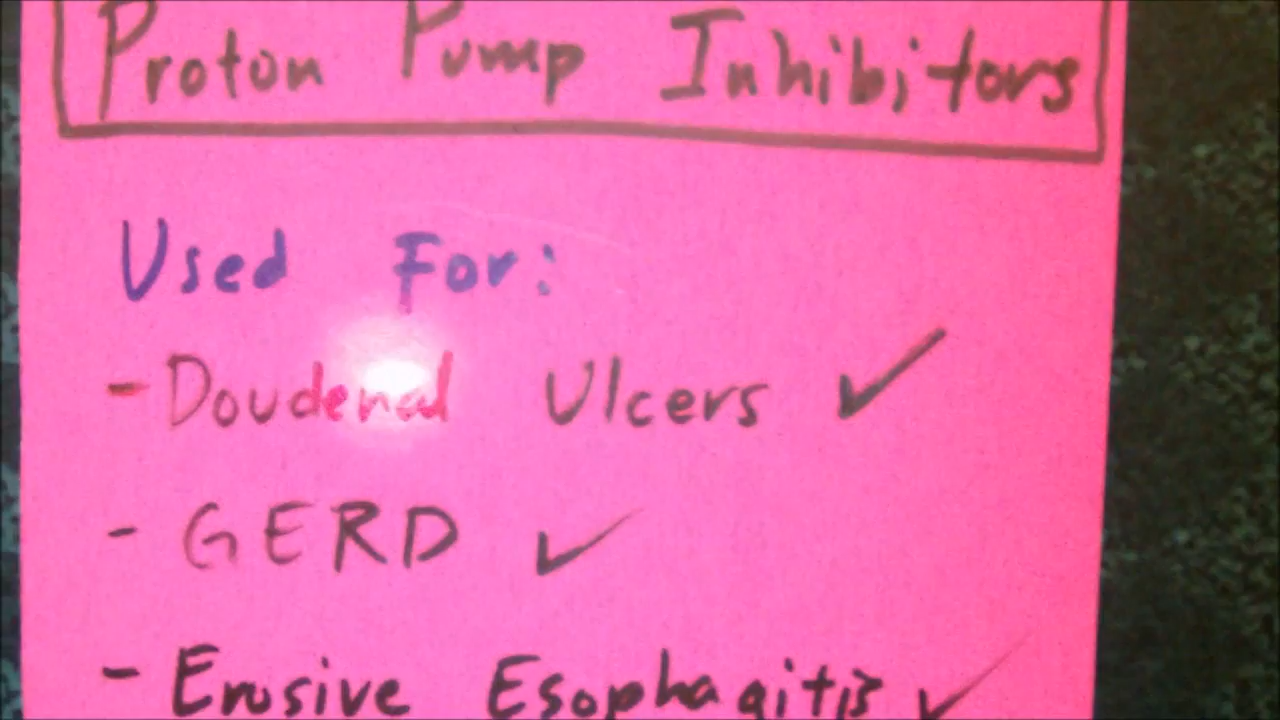 Proton Pump Inhibitors
Used For:
- Doudenal Ulcers ✓
- GERD ✓
- Erosive Esophagitis ✓